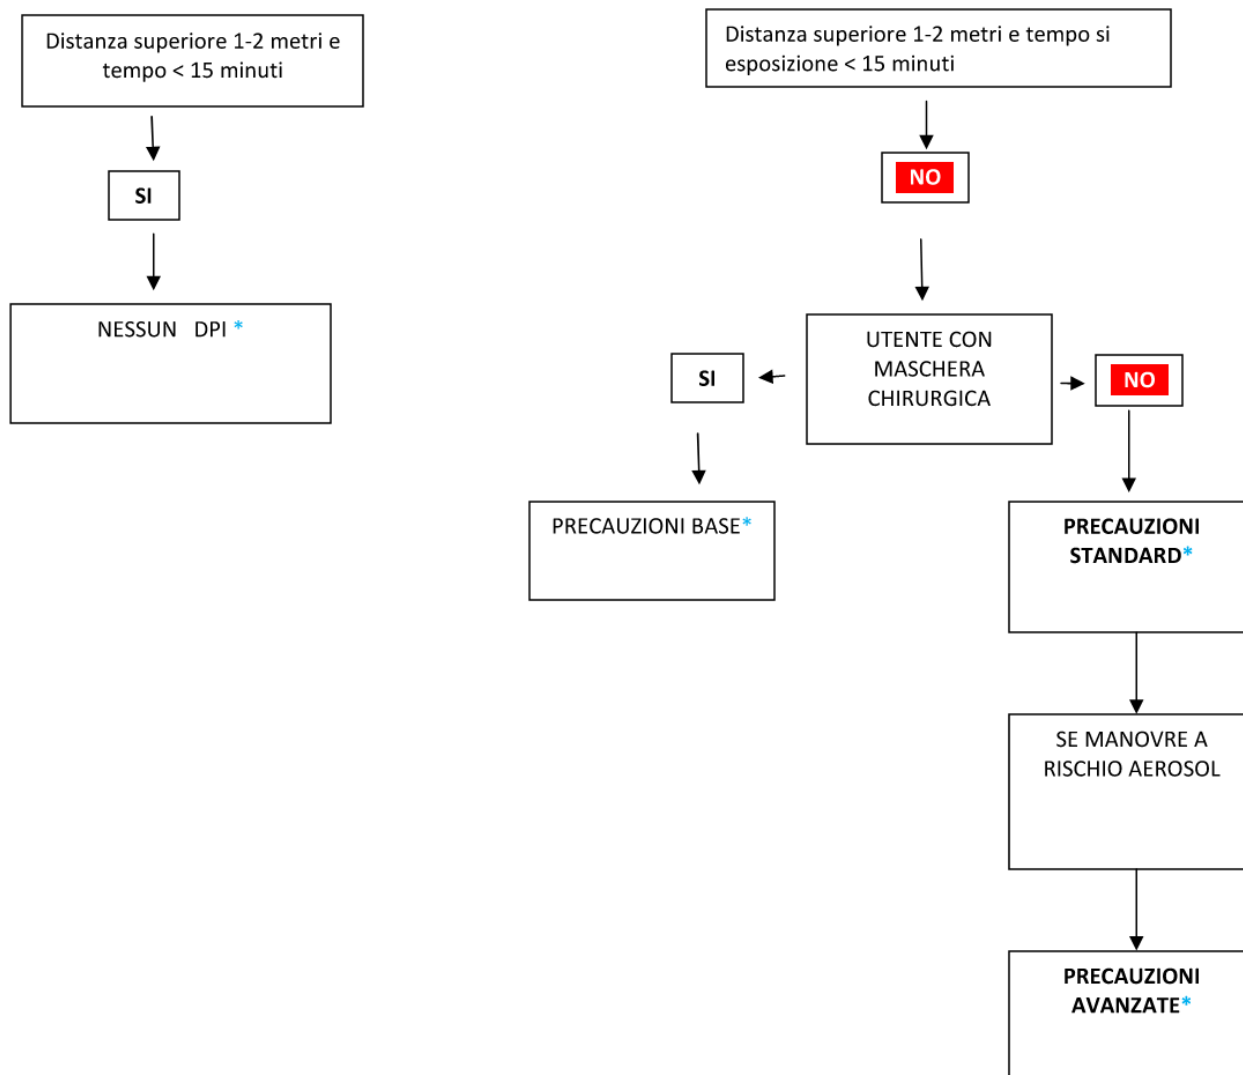 Distanza superiore 1-2 metri e
tempo < 15 minuti
SI
NESSUN DPI *
Distanza superiore 1-2 metri e tempo si
esposizione < 15 minuti
NO
UTENTE CON
MASCHERA
CHIRURGICA
SI
NO
PRECAUZIONI BASE*
PRECAUZIONI
STANDARD*
SE MANOVRE A
RISCHIO AEROSOL
PRECAUZIONI
AVANZATE*